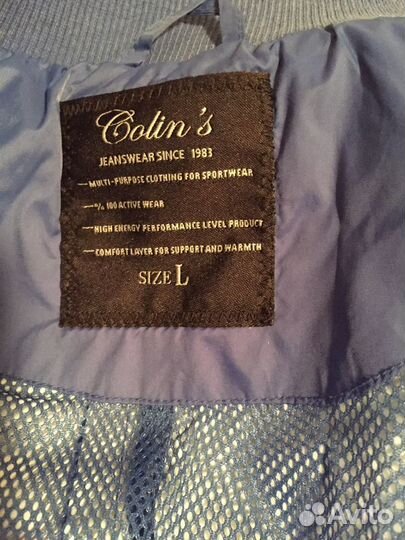 Colin's
JEANSWEAR SINCE 1983
—MULTI-PURPOSE CLOTHING FOR SPORTWEAR
—% 100 ACTIVE WEAR
—HIGH ENERGY PERFORMANCE LEVEL PRODUCT
—COMFORT LAYER FOR SUPPORT AND WARMTH
SIZE L
Avito